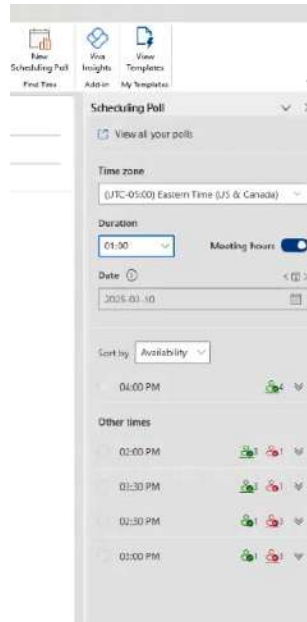 New Scheduling Poll
Viva Insights
View Templates
Find Time
Add-in
My Templates
Scheduling Poll
View all your polls
Time zone
(UTC-05:00) Eastern Time (US & Canada)
Duration
01:00
Meeting hours
Date
2025-03-10
Sort by Availability
04:00 PM 4
Other times
02:00 PM 3 1
03:30 PM 3 1
02:30 PM 1 3
03:00 PM 1